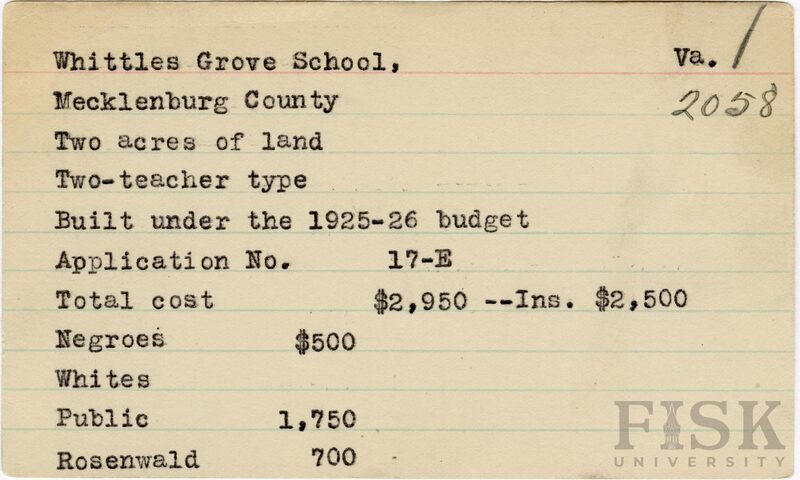 Whittles Grove School, Va. /
Mecklenburg County 2058
Two acres of land
Two-teacher type
Built under the 1925-26 budget
Application No. 17-E
Total cost $2,950 --Ins. $2,500
Negroes $500
Whites
Public 1,750
Rosenwald 700
FISK
UNIVERSITY